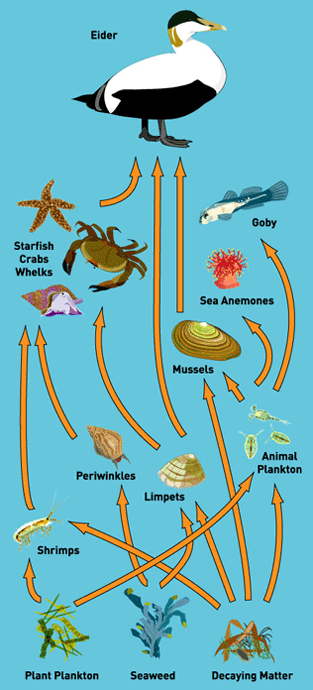 Eider
Goby
Starfish
Crabs
Whelks
Sea Anemones
Mussels
Animal
Plankton
Periwinkles
Limpets
Shrimps
Plant Plankton
Seaweed
Decaying Matter